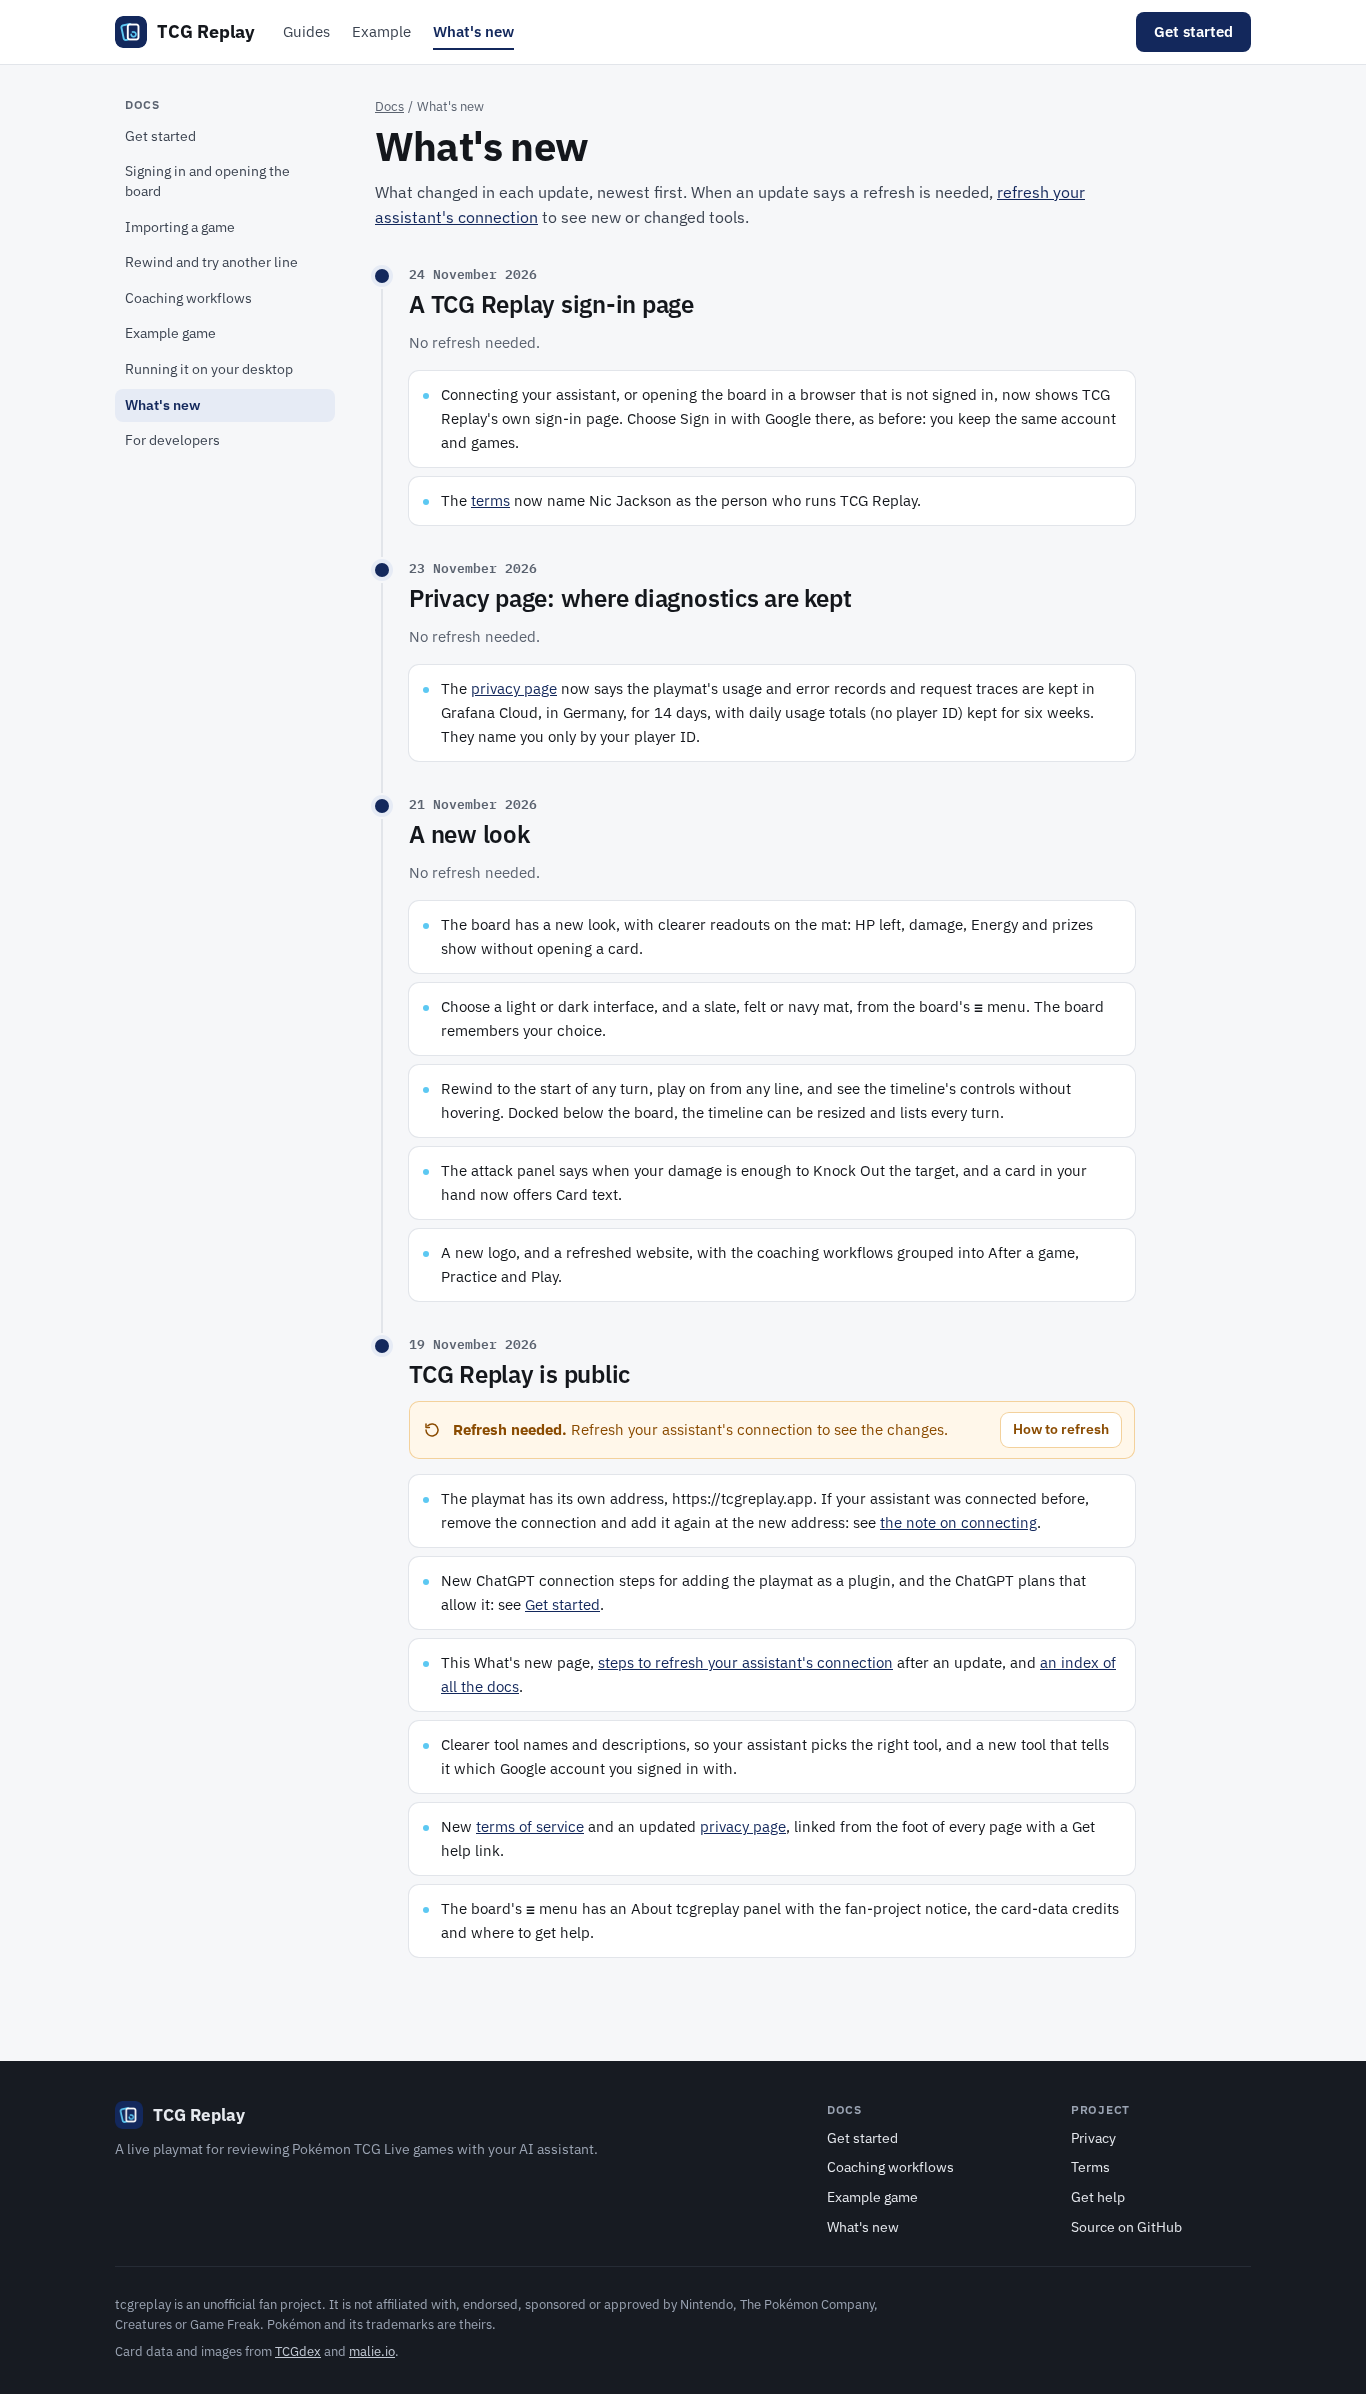 TCG Replay
Guides
Example
What's new
Get started
DOCS
Get started
Signing in and opening the
board
Importing a game
Rewind and try another line
Coaching workflows
Example game
Running it on your desktop
What's new
For developers
Docs / What's new
What's new
What changed in each update, newest first. When an update says a refresh is needed, refresh your
assistant's connection to see new or changed tools.
24 November 2026
A TCG Replay sign-in page
No refresh needed.
Connecting your assistant, or opening the board in a browser that is not signed in, now shows TCG
Replay's own sign-in page. Choose Sign in with Google there, as before: you keep the same account
and games.
The terms now name Nic Jackson as the person who runs TCG Replay.
23 November 2026
Privacy page: where diagnostics are kept
No refresh needed.
The privacy page now says the playmat's usage and error records and request traces are kept in
Grafana Cloud, in Germany, for 14 days, with daily usage totals (no player ID) kept for six weeks.
They name you only by your player ID.
21 November 2026
A new look
No refresh needed.
The board has a new look, with clearer readouts on the mat: HP left, damage, Energy and prizes
show without opening a card.
Choose a light or dark interface, and a slate, felt or navy mat, from the board's ≡ menu. The board
remembers your choice.
Rewind to the start of any turn, play on from any line, and see the timeline's controls without
hovering. Docked below the board, the timeline can be resized and lists every turn.
The attack panel says when your damage is enough to Knock Out the target, and a card in your
hand now offers Card text.
A new logo, and a refreshed website, with the coaching workflows grouped into After a game,
Practice and Play.
19 November 2026
TCG Replay is public
Refresh needed. Refresh your assistant's connection to see the changes.
How to refresh
The playmat has its own address, https://tcgreplay.app. If your assistant was connected before,
remove the connection and add it again at the new address: see the note on connecting.
New ChatGPT connection steps for adding the playmat as a plugin, and the ChatGPT plans that
allow it: see Get started.
This What's new page, steps to refresh your assistant's connection after an update, and an index of
all the docs.
Clearer tool names and descriptions, so your assistant picks the right tool, and a new tool that tells
it which Google account you signed in with.
New terms of service and an updated privacy page, linked from the foot of every page with a Get
help link.
The board's ≡ menu has an About tcgreplay panel with the fan-project notice, the card-data credits
and where to get help.
TCG Replay
A live playmat for reviewing Pokémon TCG Live games with your AI assistant.
DOCS
Get started
Coaching workflows
Example game
What's new
PROJECT
Privacy
Terms
Get help
Source on GitHub
tcgreplay is an unofficial fan project. It is not affiliated with, endorsed, sponsored or approved by Nintendo, The Pokémon Company,
Creatures or Game Freak. Pokémon and its trademarks are theirs.
Card data and images from TCGdex and malie.io.